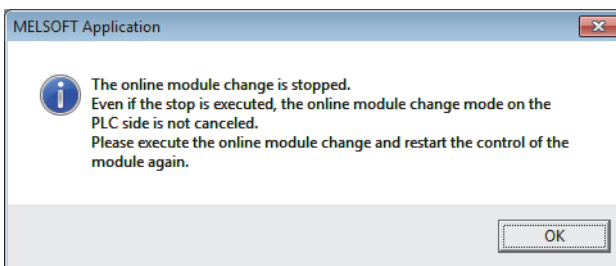 MELSOFT Application
The online module change is stopped.
Even if the stop is executed, the online module change mode on the
PLC side is not canceled.
Please execute the online module change and restart the control of the
module again.
OK